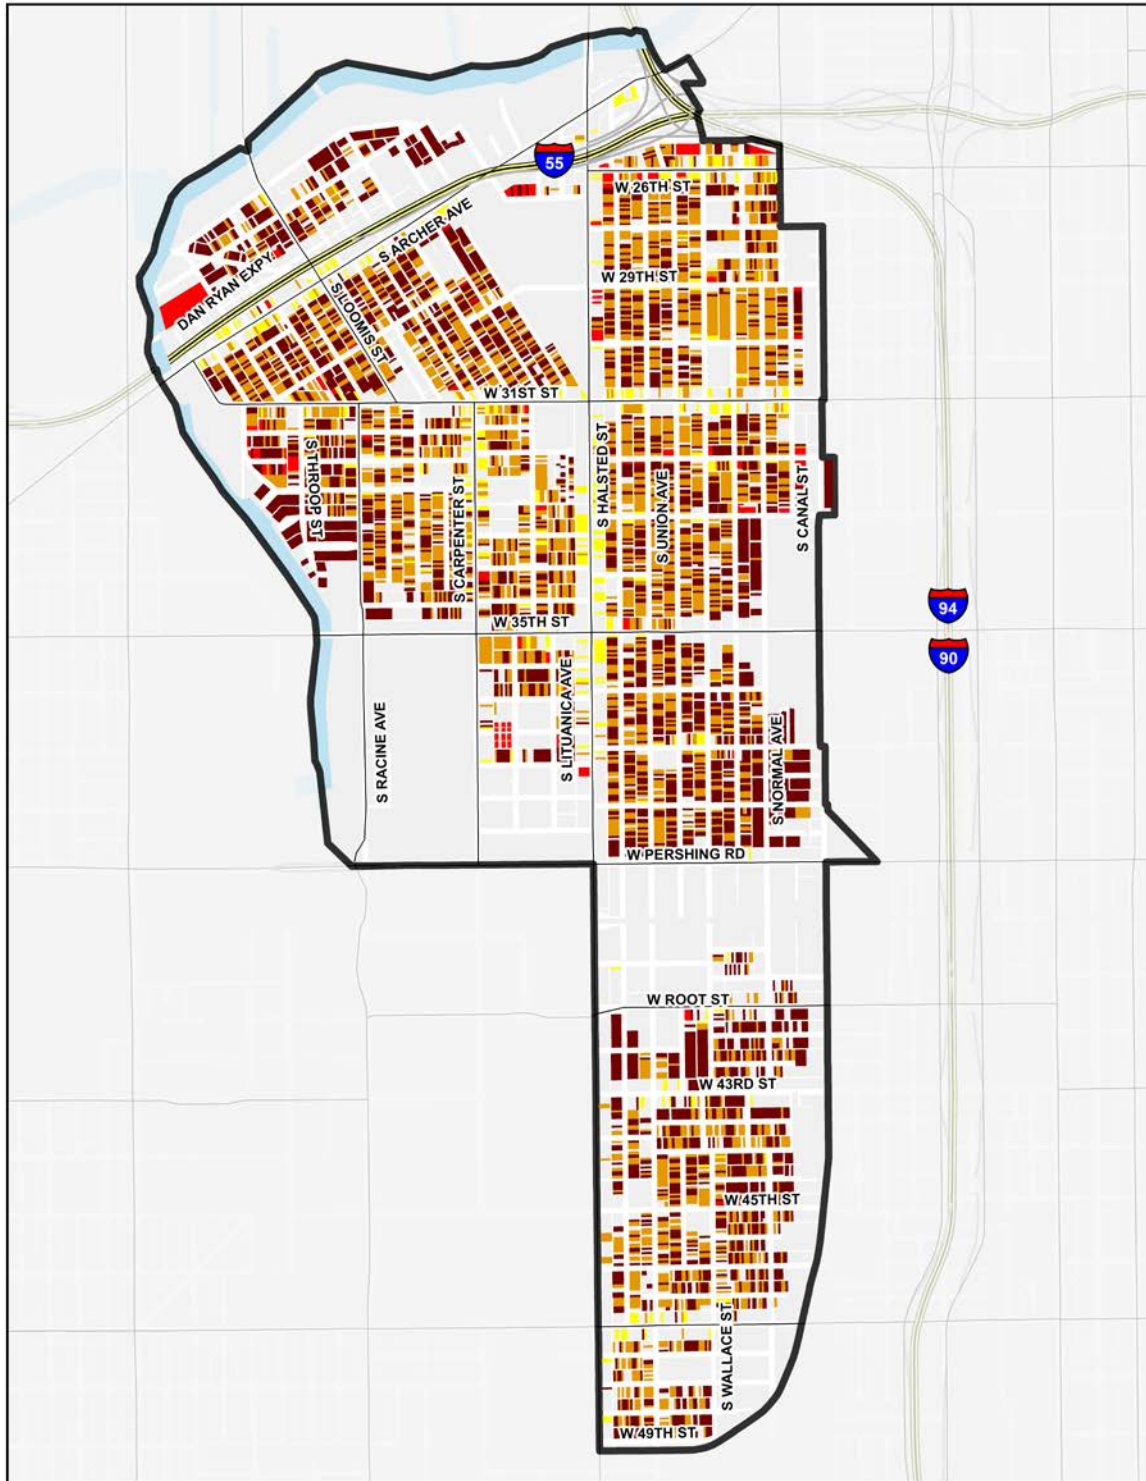 55
W 26TH ST
S ARCHER AVE
DAN RYAN EXPY
W 29TH ST
S LOOMIS ST
W 31ST ST
S THROOP ST
S CARPENTER ST
S HALSTED ST
S UNION AVE
S CANAL ST
94
W 35TH ST
90
S LITUANICA AVE
S RACINE AVE
S NORMAL AVE
W PERSHING RD
W ROOT ST
W 43RD ST
W 45TH ST
S WALLACE ST
W 49TH ST